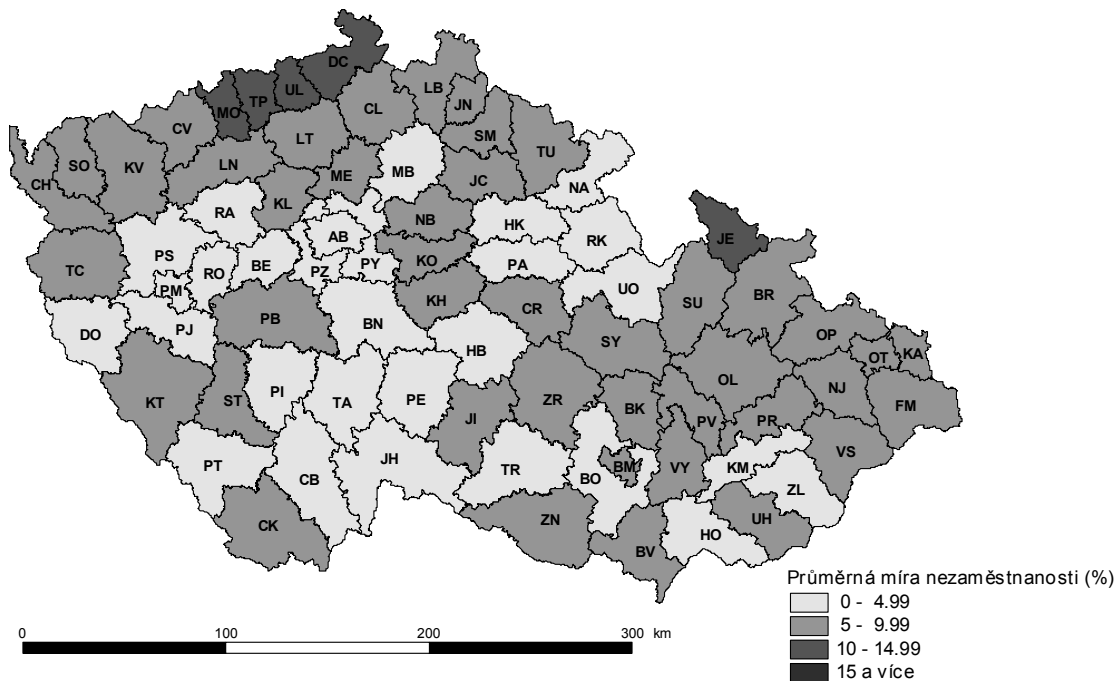 DC
UL
TP
MO
LB
CL
JN
CV
LT
SM
TU
SO
KV
LN
ME
MB
JC
CH
NA
KL
RA
NB
HK
AB
RK
JE
PS
RO
BE
PZ
PY
KO
PA
TC
PM
UO
SU
BR
KH
CR
PB
BN
DO
PJ
OP
HB
SY
OT
KA
OL
NJ
PI
TA
PE
ZR
BK
FM
KT
ST
JI
PV
PR
VS
PT
JH
TR
BM
VY
KM
CB
BO
ZL
CK
ZN
UH
HO
BV
Průměrná míra nezaměstnanosti (%)
0 - 4.99
5 - 9.99
10 - 14.99
15 a více
0 100 200 300 km